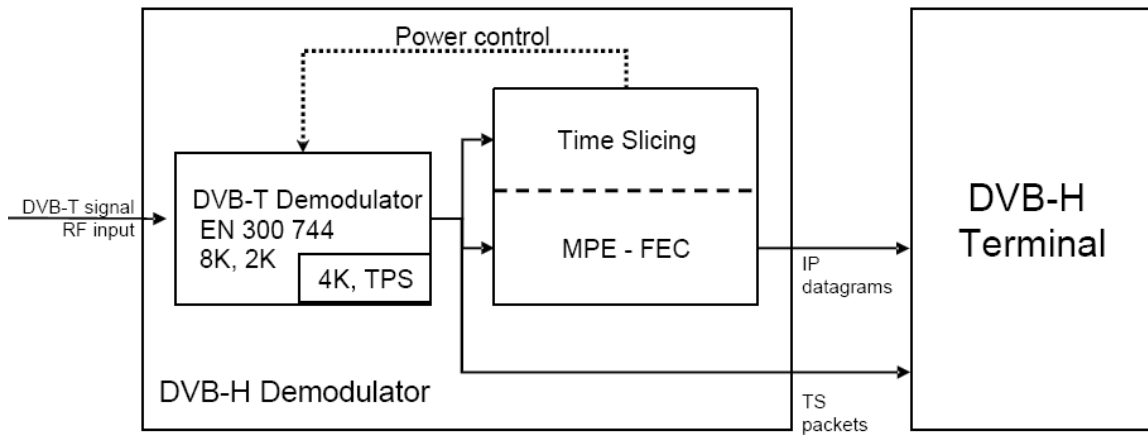 Power control
Time Slicing
DVB-T Demodulator
EN 300 744
8K, 2K
4K, TPS
MPE - FEC
DVB-T signal
RF input
DVB-H
Terminal
IP
datagrams
DVB-H Demodulator
TS
packets